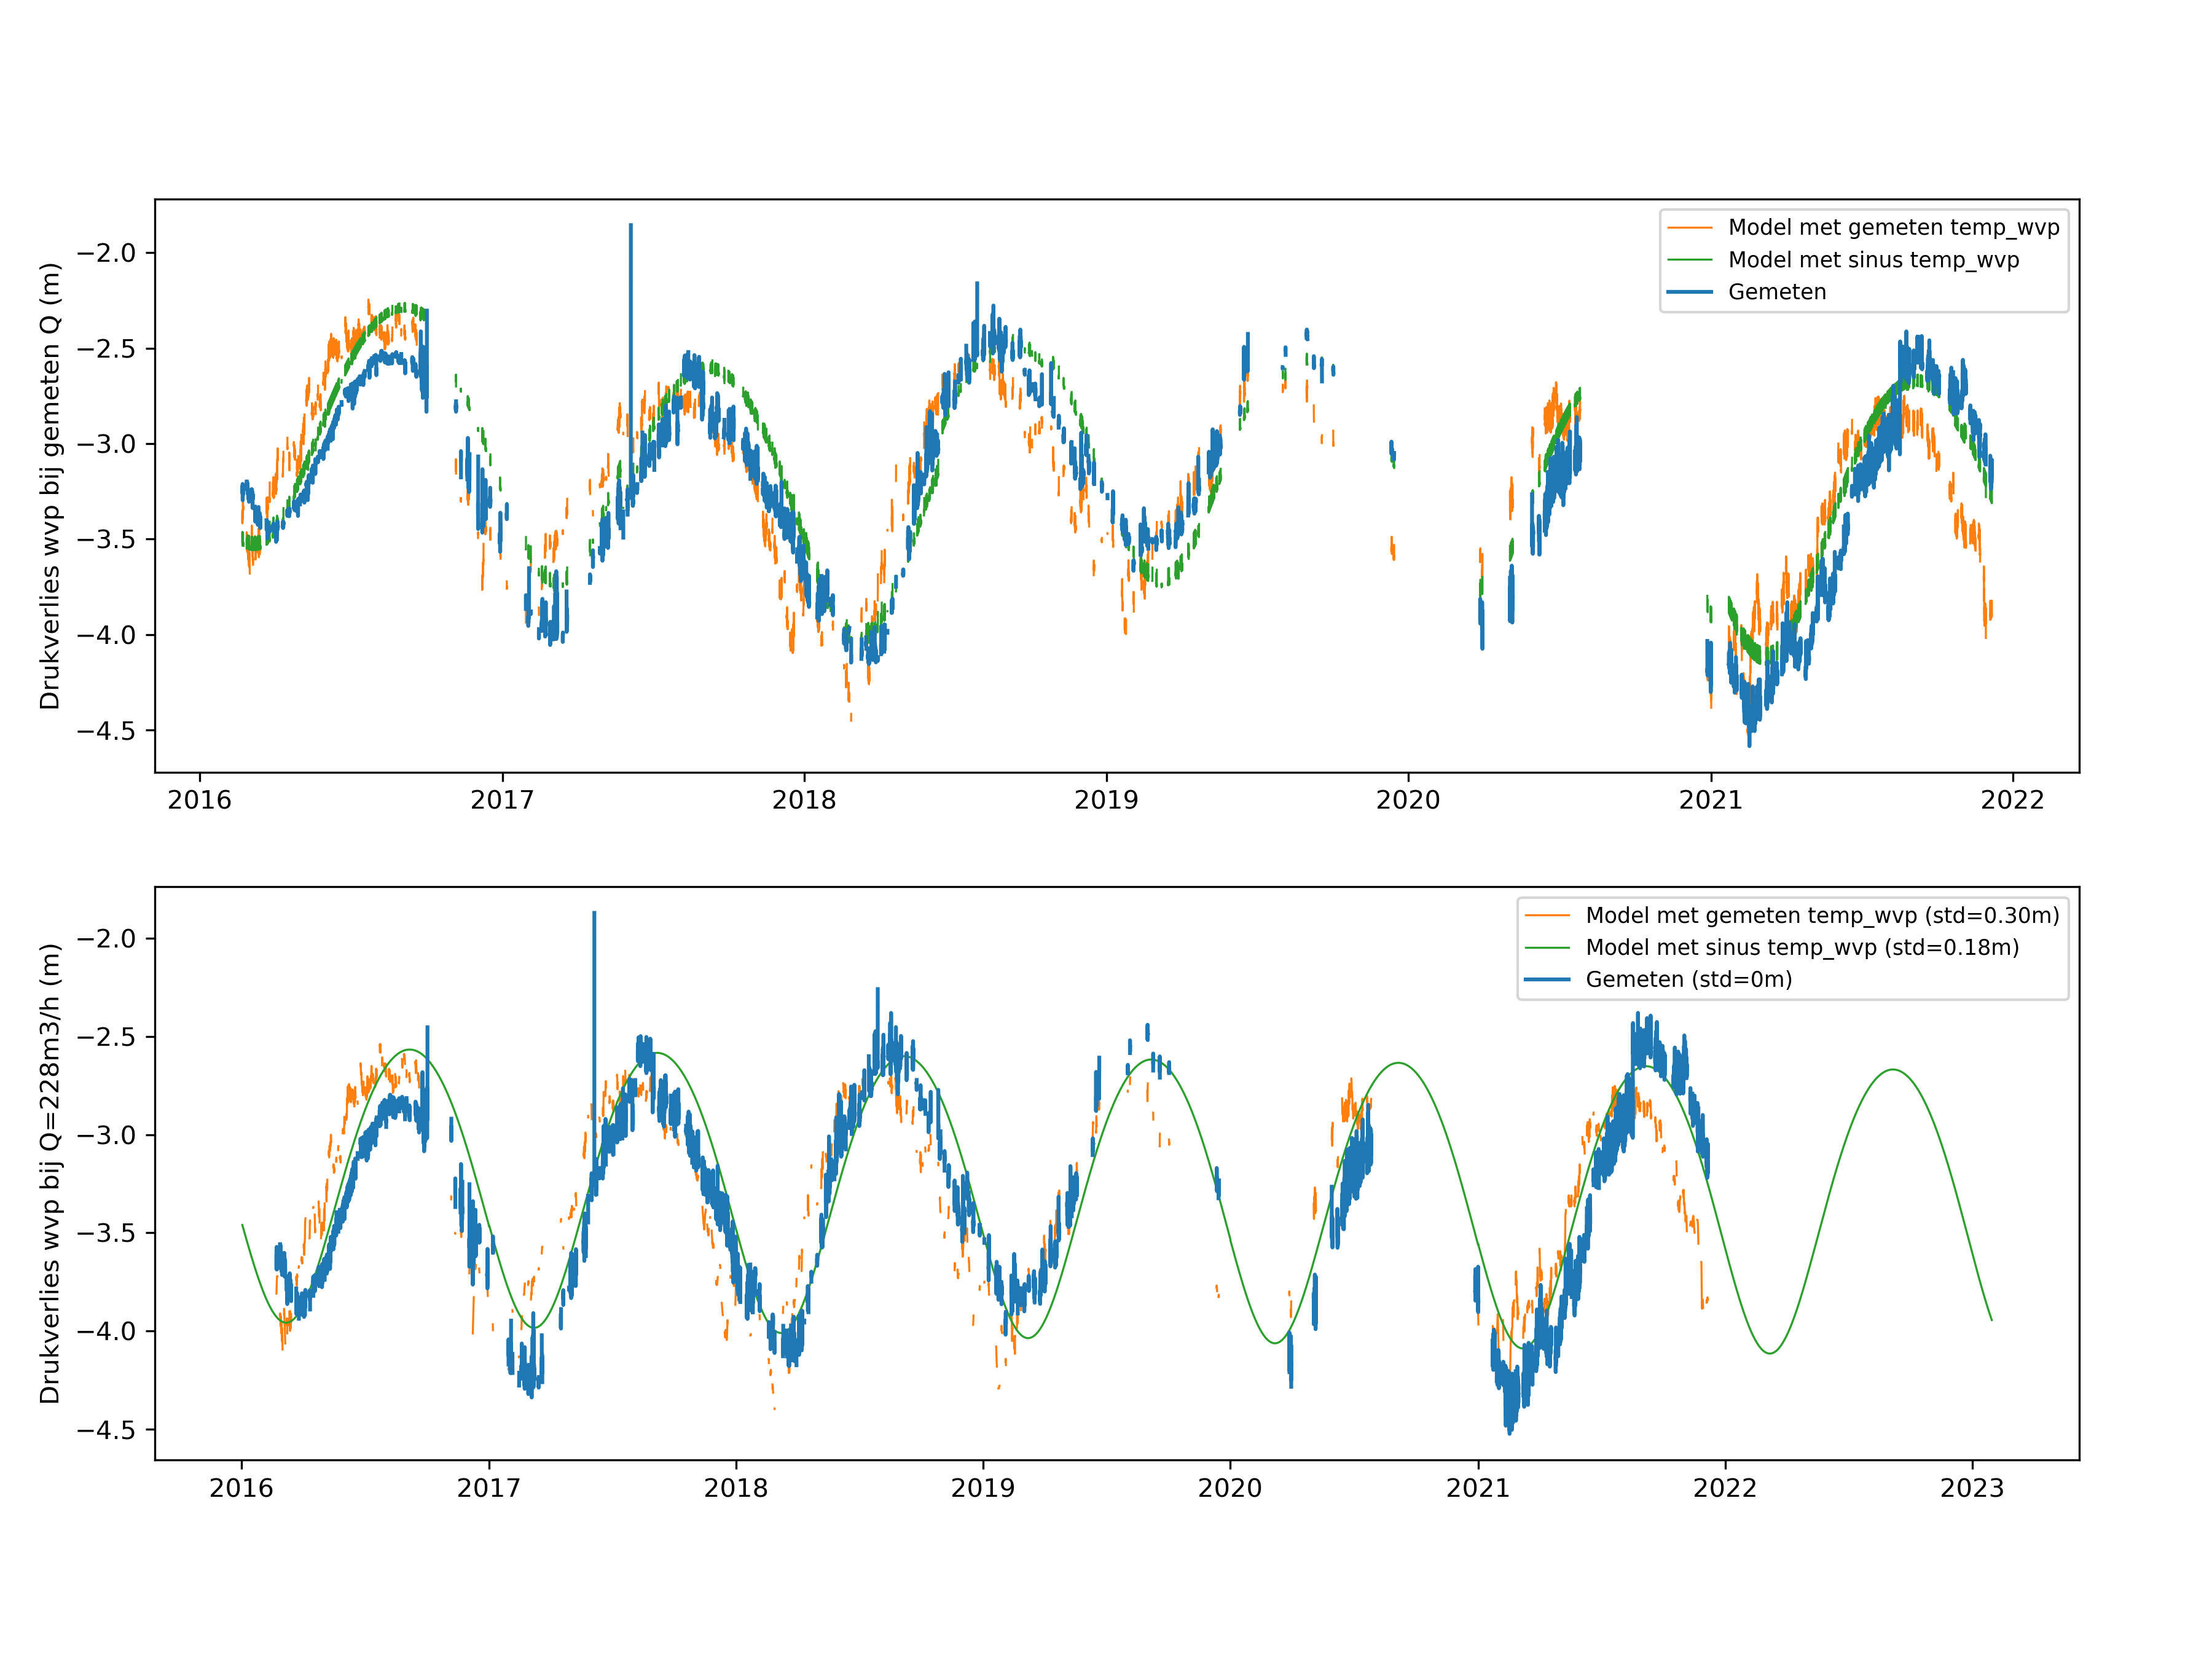 Drukverlies wvp bij gemeten Q (m)
−2.0
−2.5
−3.0
−3.5
−4.0
−4.5
Model met gemeten temp_wvp
Model met sinus temp_wvp
Gemeten
2016 2017 2018 2019 2020 2021 2022
Drukverlies wvp bij Q=228m3/h (m)
−2.0
−2.5
−3.0
−3.5
−4.0
−4.5
Model met gemeten temp_wvp (std=0.30m)
Model met sinus temp_wvp (std=0.18m)
Gemeten (std=0m)
2016 2017 2018 2019 2020 2021 2022 2023